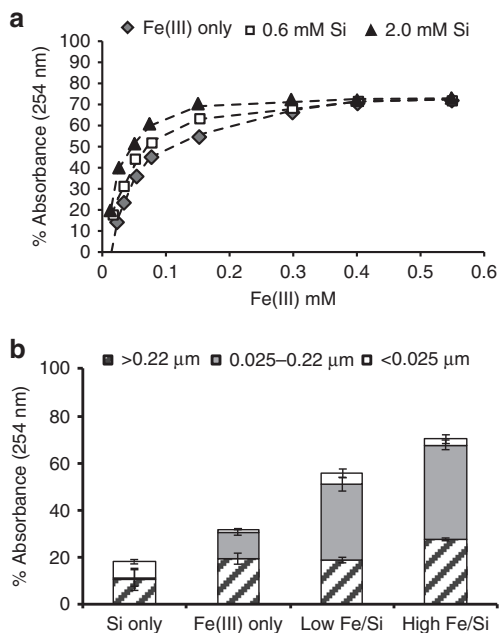 a
Fe(III) only 0.6 mM Si 2.0 mM Si
100
90
80
70
60
50
40
30
20
10
0
% Absorbance (254 nm)
0 0.1 0.2 0.3 0.4 0.5 0.6
Fe(III) mM
b
>0.22 μm 0.025–0.22 μm <0.025 μm
100
80
60
40
20
0
% Absorbance (254 nm)
Si only Fe(III) only Low Fe/Si High Fe/Si